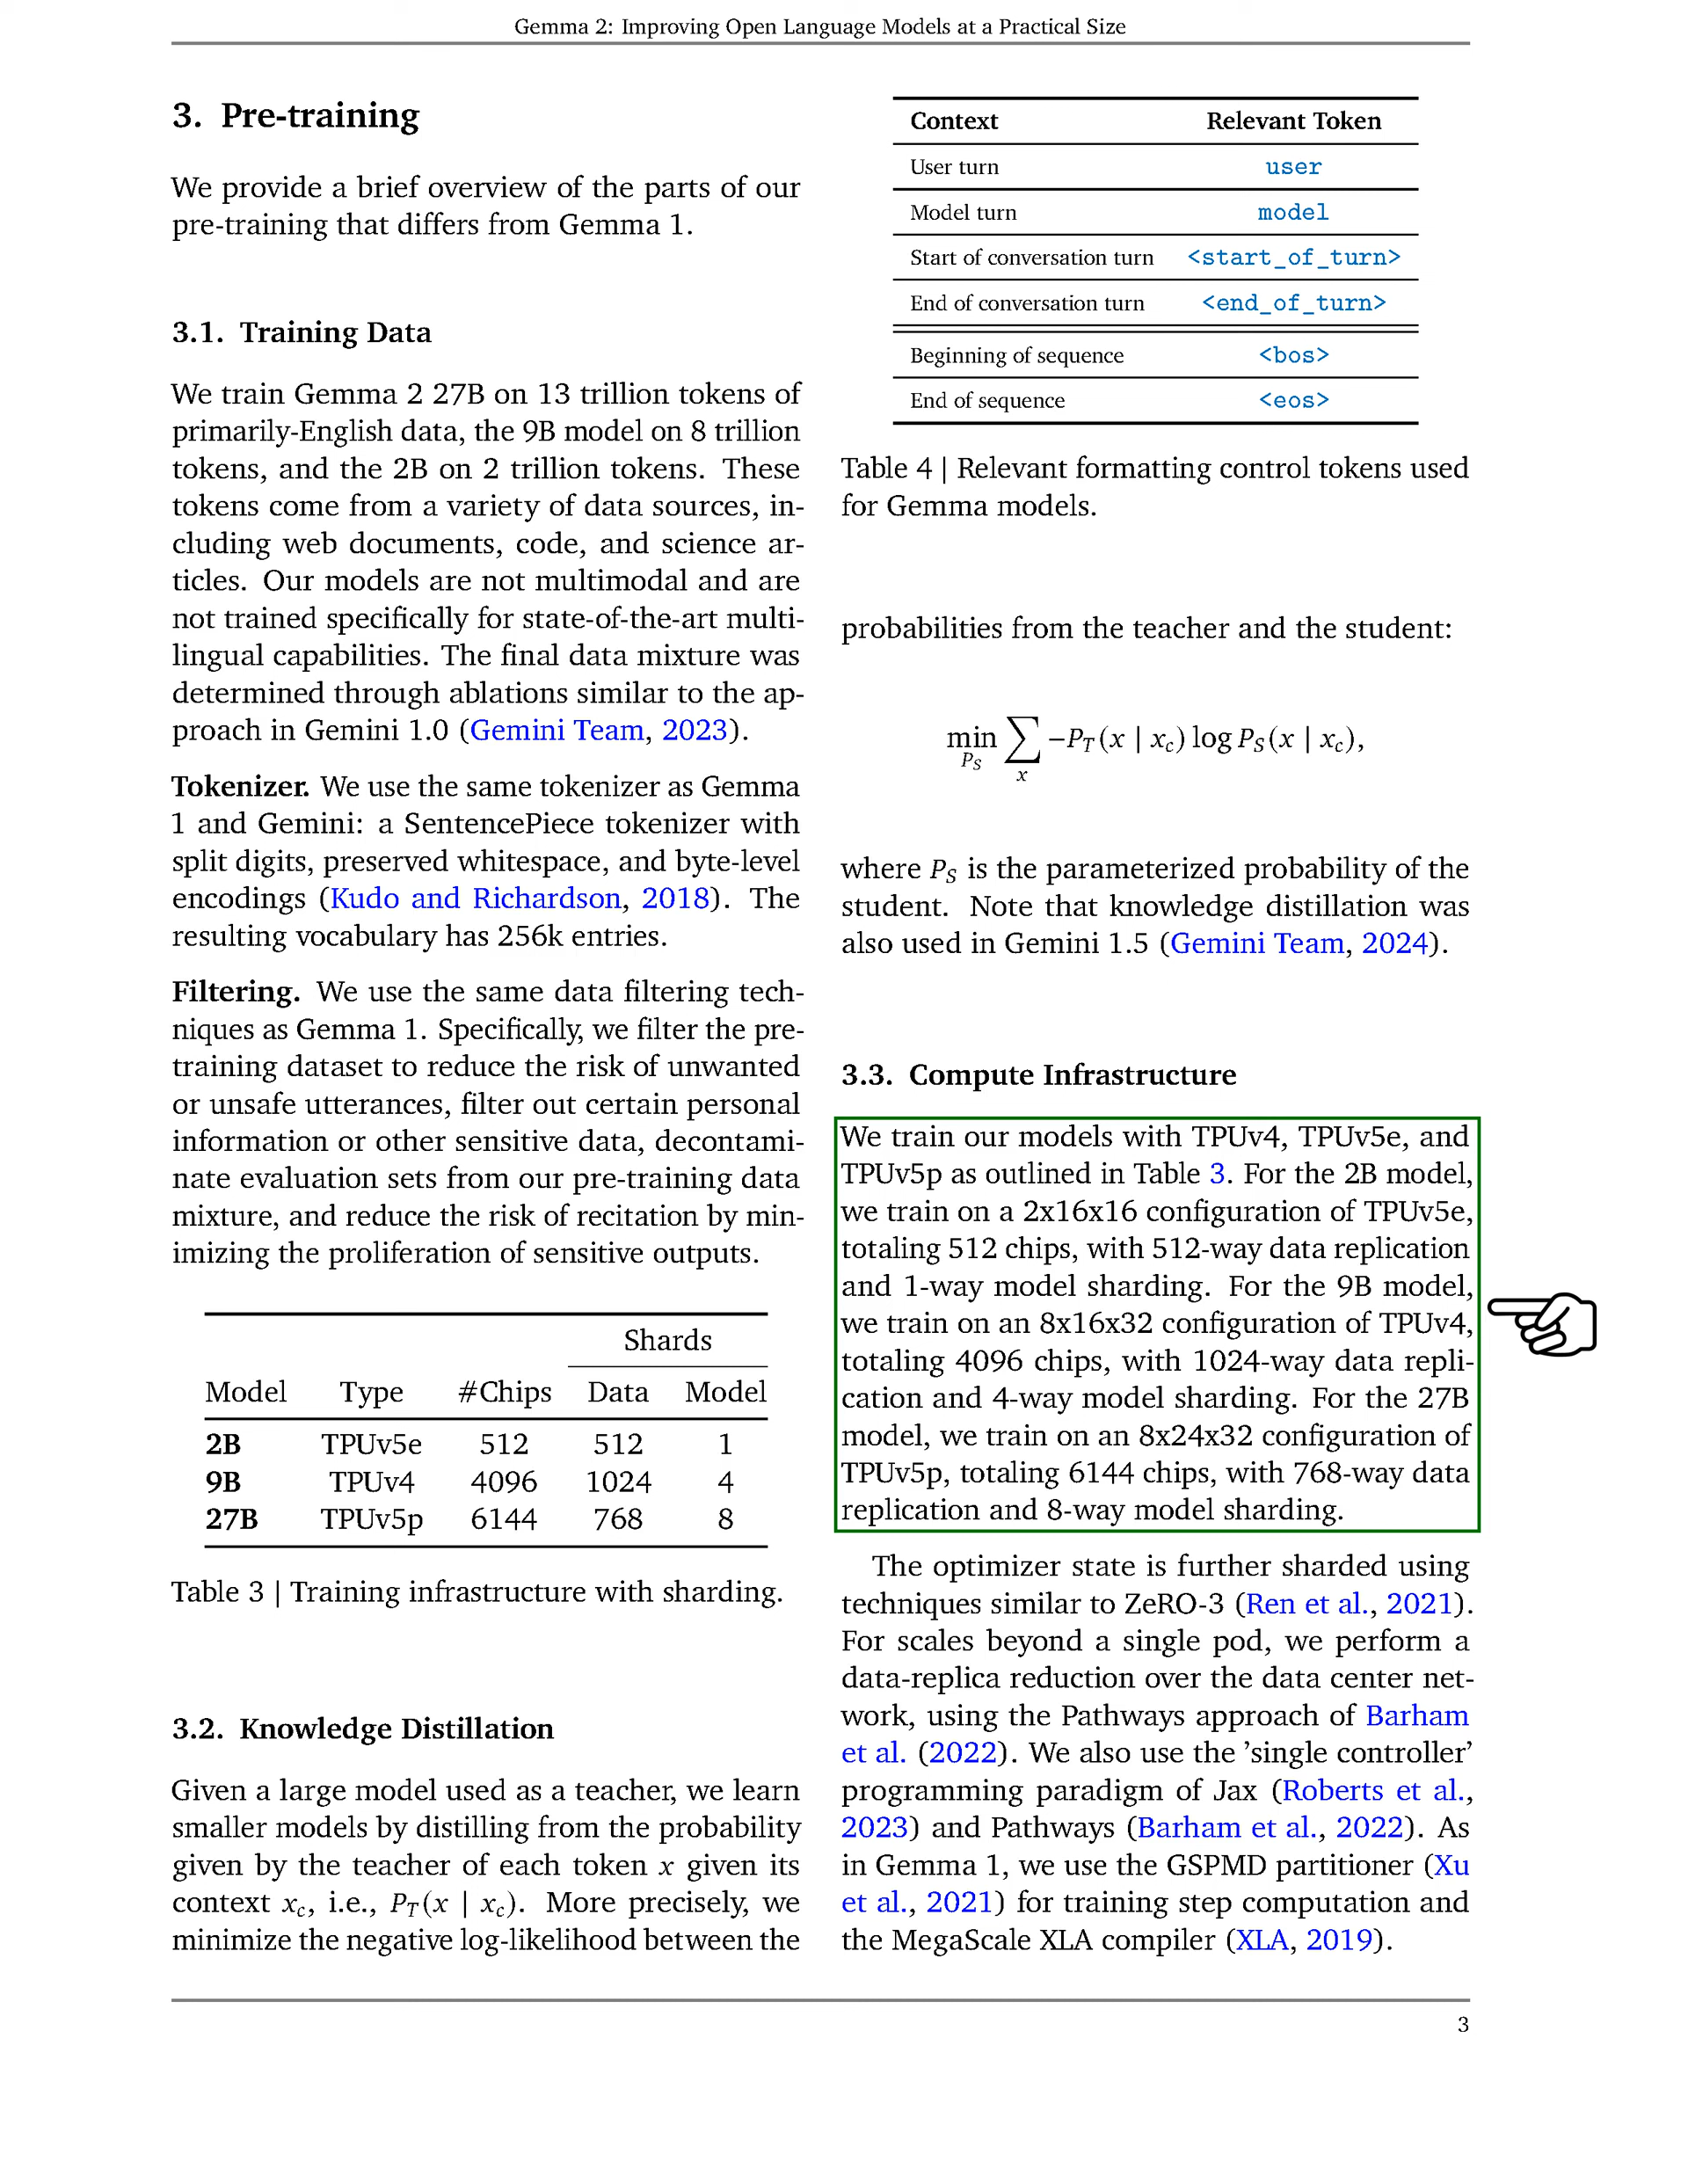 Gemma 2: Improving Open Language Models at a Practical Size
3. Pre-training
We provide a brief overview of the parts of our
pre-training that differs from Gemma 1.
3.1. Training Data
We train Gemma 2 27B on 13 trillion tokens of
primarily-English data, the 9B model on 8 trillion
tokens, and the 2B on 2 trillion tokens. These
tokens come from a variety of data sources, in-
cluding web documents, code, and science ar-
ticles. Our models are not multimodal and are
not trained specifically for state-of-the-art multi-
lingual capabilities. The final data mixture was
determined through ablations similar to the ap-
proach in Gemini 1.0 (Gemini Team, 2023).
Tokenizer. We use the same tokenizer as Gemma
1 and Gemini: a SentencePiece tokenizer with
split digits, preserved whitespace, and byte-level
encodings (Kudo and Richardson, 2018). The
resulting vocabulary has 256k entries.
Filtering. We use the same data filtering tech-
niques as Gemma 1. Specifically, we filter the pre-
training dataset to reduce the risk of unwanted
or unsafe utterances, filter out certain personal
information or other sensitive data, decontami-
nate evaluation sets from our pre-training data
mixture, and reduce the risk of recitation by min-
imizing the proliferation of sensitive outputs.
Shards
Model Type #Chips Data Model
2B TPUv5e 512 512 1
9B TPUv4 4096 1024 4
27B TPUv5p 6144 768 8
Table 3 | Training infrastructure with sharding.
3.2. Knowledge Distillation
Given a large model used as a teacher, we learn
smaller models by distilling from the probability
given by the teacher of each token x given its
context x_c, i.e., P_T(x | x_c). More precisely, we
minimize the negative log-likelihood between the
Context Relevant Token
User turn user
Model turn model
Start of conversation turn <start_of_turn>
End of conversation turn <end_of_turn>
Beginning of sequence <bos>
End of sequence <eos>
Table 4 | Relevant formatting control tokens used
for Gemma models.
probabilities from the teacher and the student:
min_{P_S} ∑_x −P_T(x | x_c) log P_S(x | x_c),
where P_S is the parameterized probability of the
student. Note that knowledge distillation was
also used in Gemini 1.5 (Gemini Team, 2024).
3.3. Compute Infrastructure
We train our models with TPUv4, TPUv5e, and
TPUv5p as outlined in Table 3. For the 2B model,
we train on a 2x16x16 configuration of TPUv5e,
totaling 512 chips, with 512-way data replication
and 1-way model sharding. For the 9B model,
we train on an 8x16x32 configuration of TPUv4,
totaling 4096 chips, with 1024-way data repli-
cation and 4-way model sharding. For the 27B
model, we train on an 8x24x32 configuration of
TPUv5p, totaling 6144 chips, with 768-way data
replication and 8-way model sharding.
The optimizer state is further sharded using
techniques similar to ZeRO-3 (Ren et al., 2021).
For scales beyond a single pod, we perform a
data-replica reduction over the data center net-
work, using the Pathways approach of Barham
et al. (2022). We also use the ’single controller’
programming paradigm of Jax (Roberts et al.,
2023) and Pathways (Barham et al., 2022). As
in Gemma 1, we use the GSPMD partitioner (Xu
et al., 2021) for training step computation and
the MegaScale XLA compiler (XLA, 2019).
3